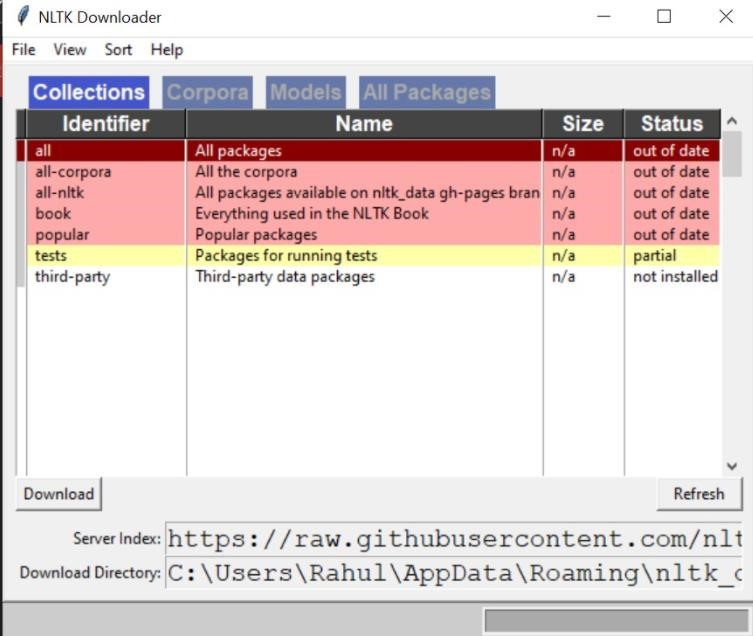 NLTK Downloader
File View Sort Help
Collections Corpora Models All Packages
Identifier Name Size Status
all All packages n/a out of date
all-corpora All the corpora n/a out of date
all-nltk All packages available on nltk_data gh-pages bran n/a out of date
book Everything used in the NLTK Book n/a out of date
popular Popular packages n/a out of date
tests Packages for running tests n/a partial
third-party Third-party data packages n/a not installed
Download Refresh
Server Index: https://raw.githubusercontent.com/nlt
Download Directory: C:\Users\Rahul\AppData\Roaming\nltk_